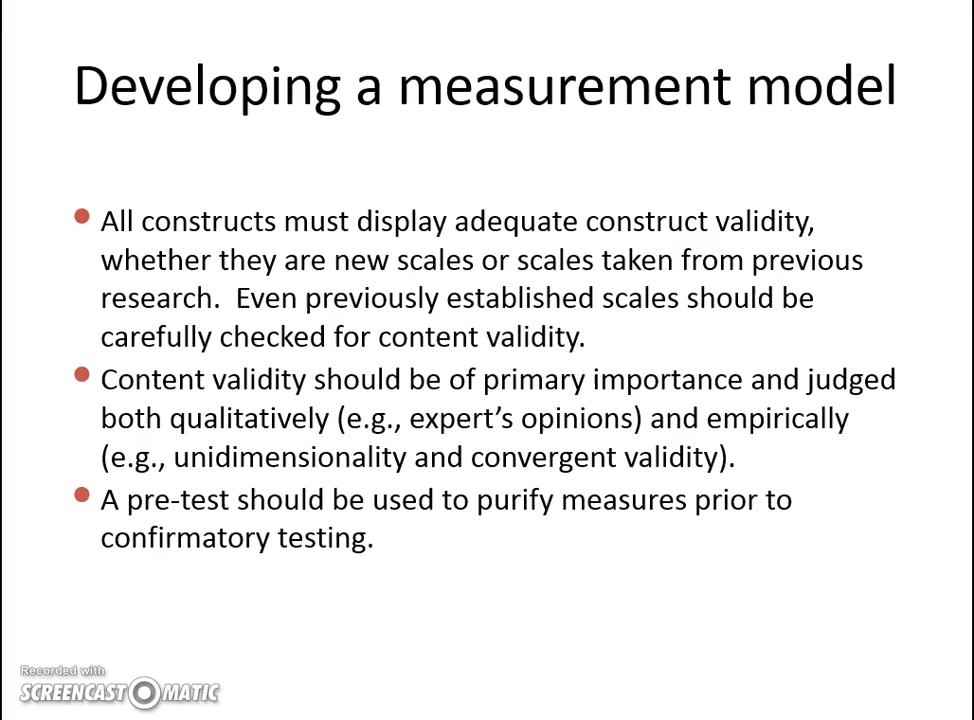 Developing a measurement model
• All constructs must display adequate construct validity,
whether they are new scales or scales taken from previous
research.  Even previously established scales should be
carefully checked for content validity.
• Content validity should be of primary importance and judged
both qualitatively (e.g., expert’s opinions) and empirically
(e.g., unidimensionality and convergent validity).
• A pre-test should be used to purify measures prior to
confirmatory testing.
Recorded with
SCREENCAST-O-MATIC